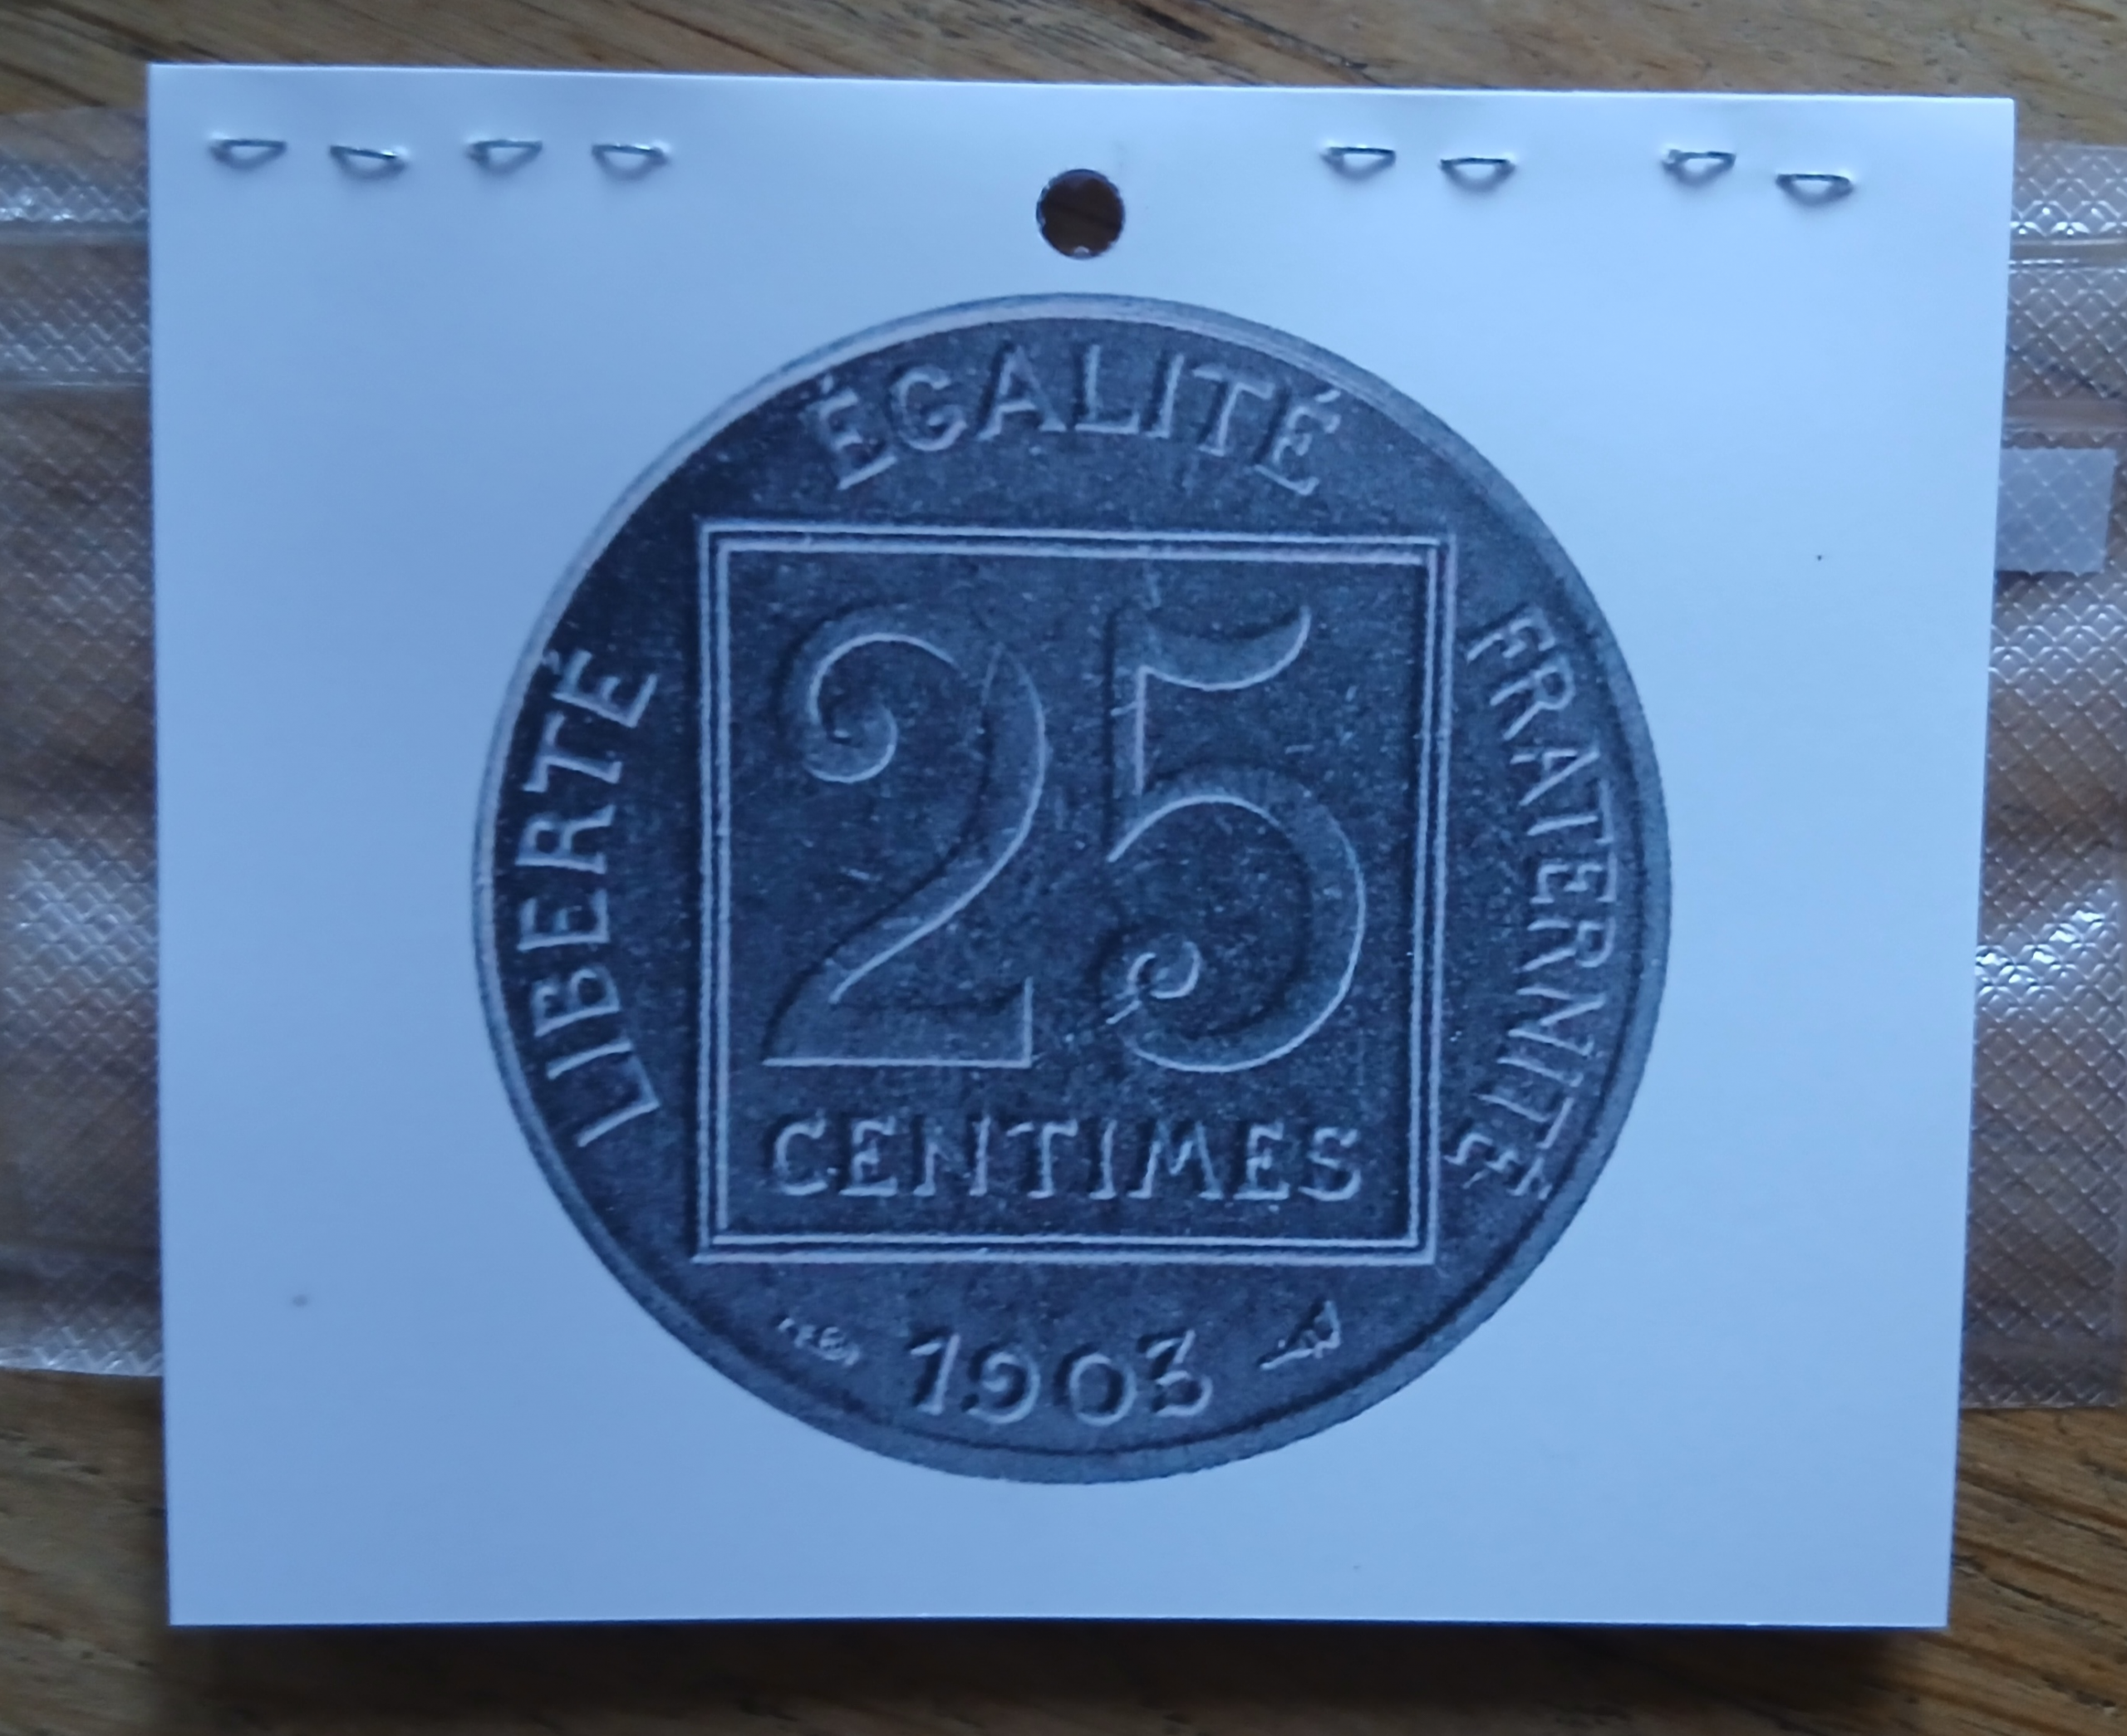 LIBERTÉ
ÉGALITÉ
FRATERNITÉ
25
CENTIMES
1903